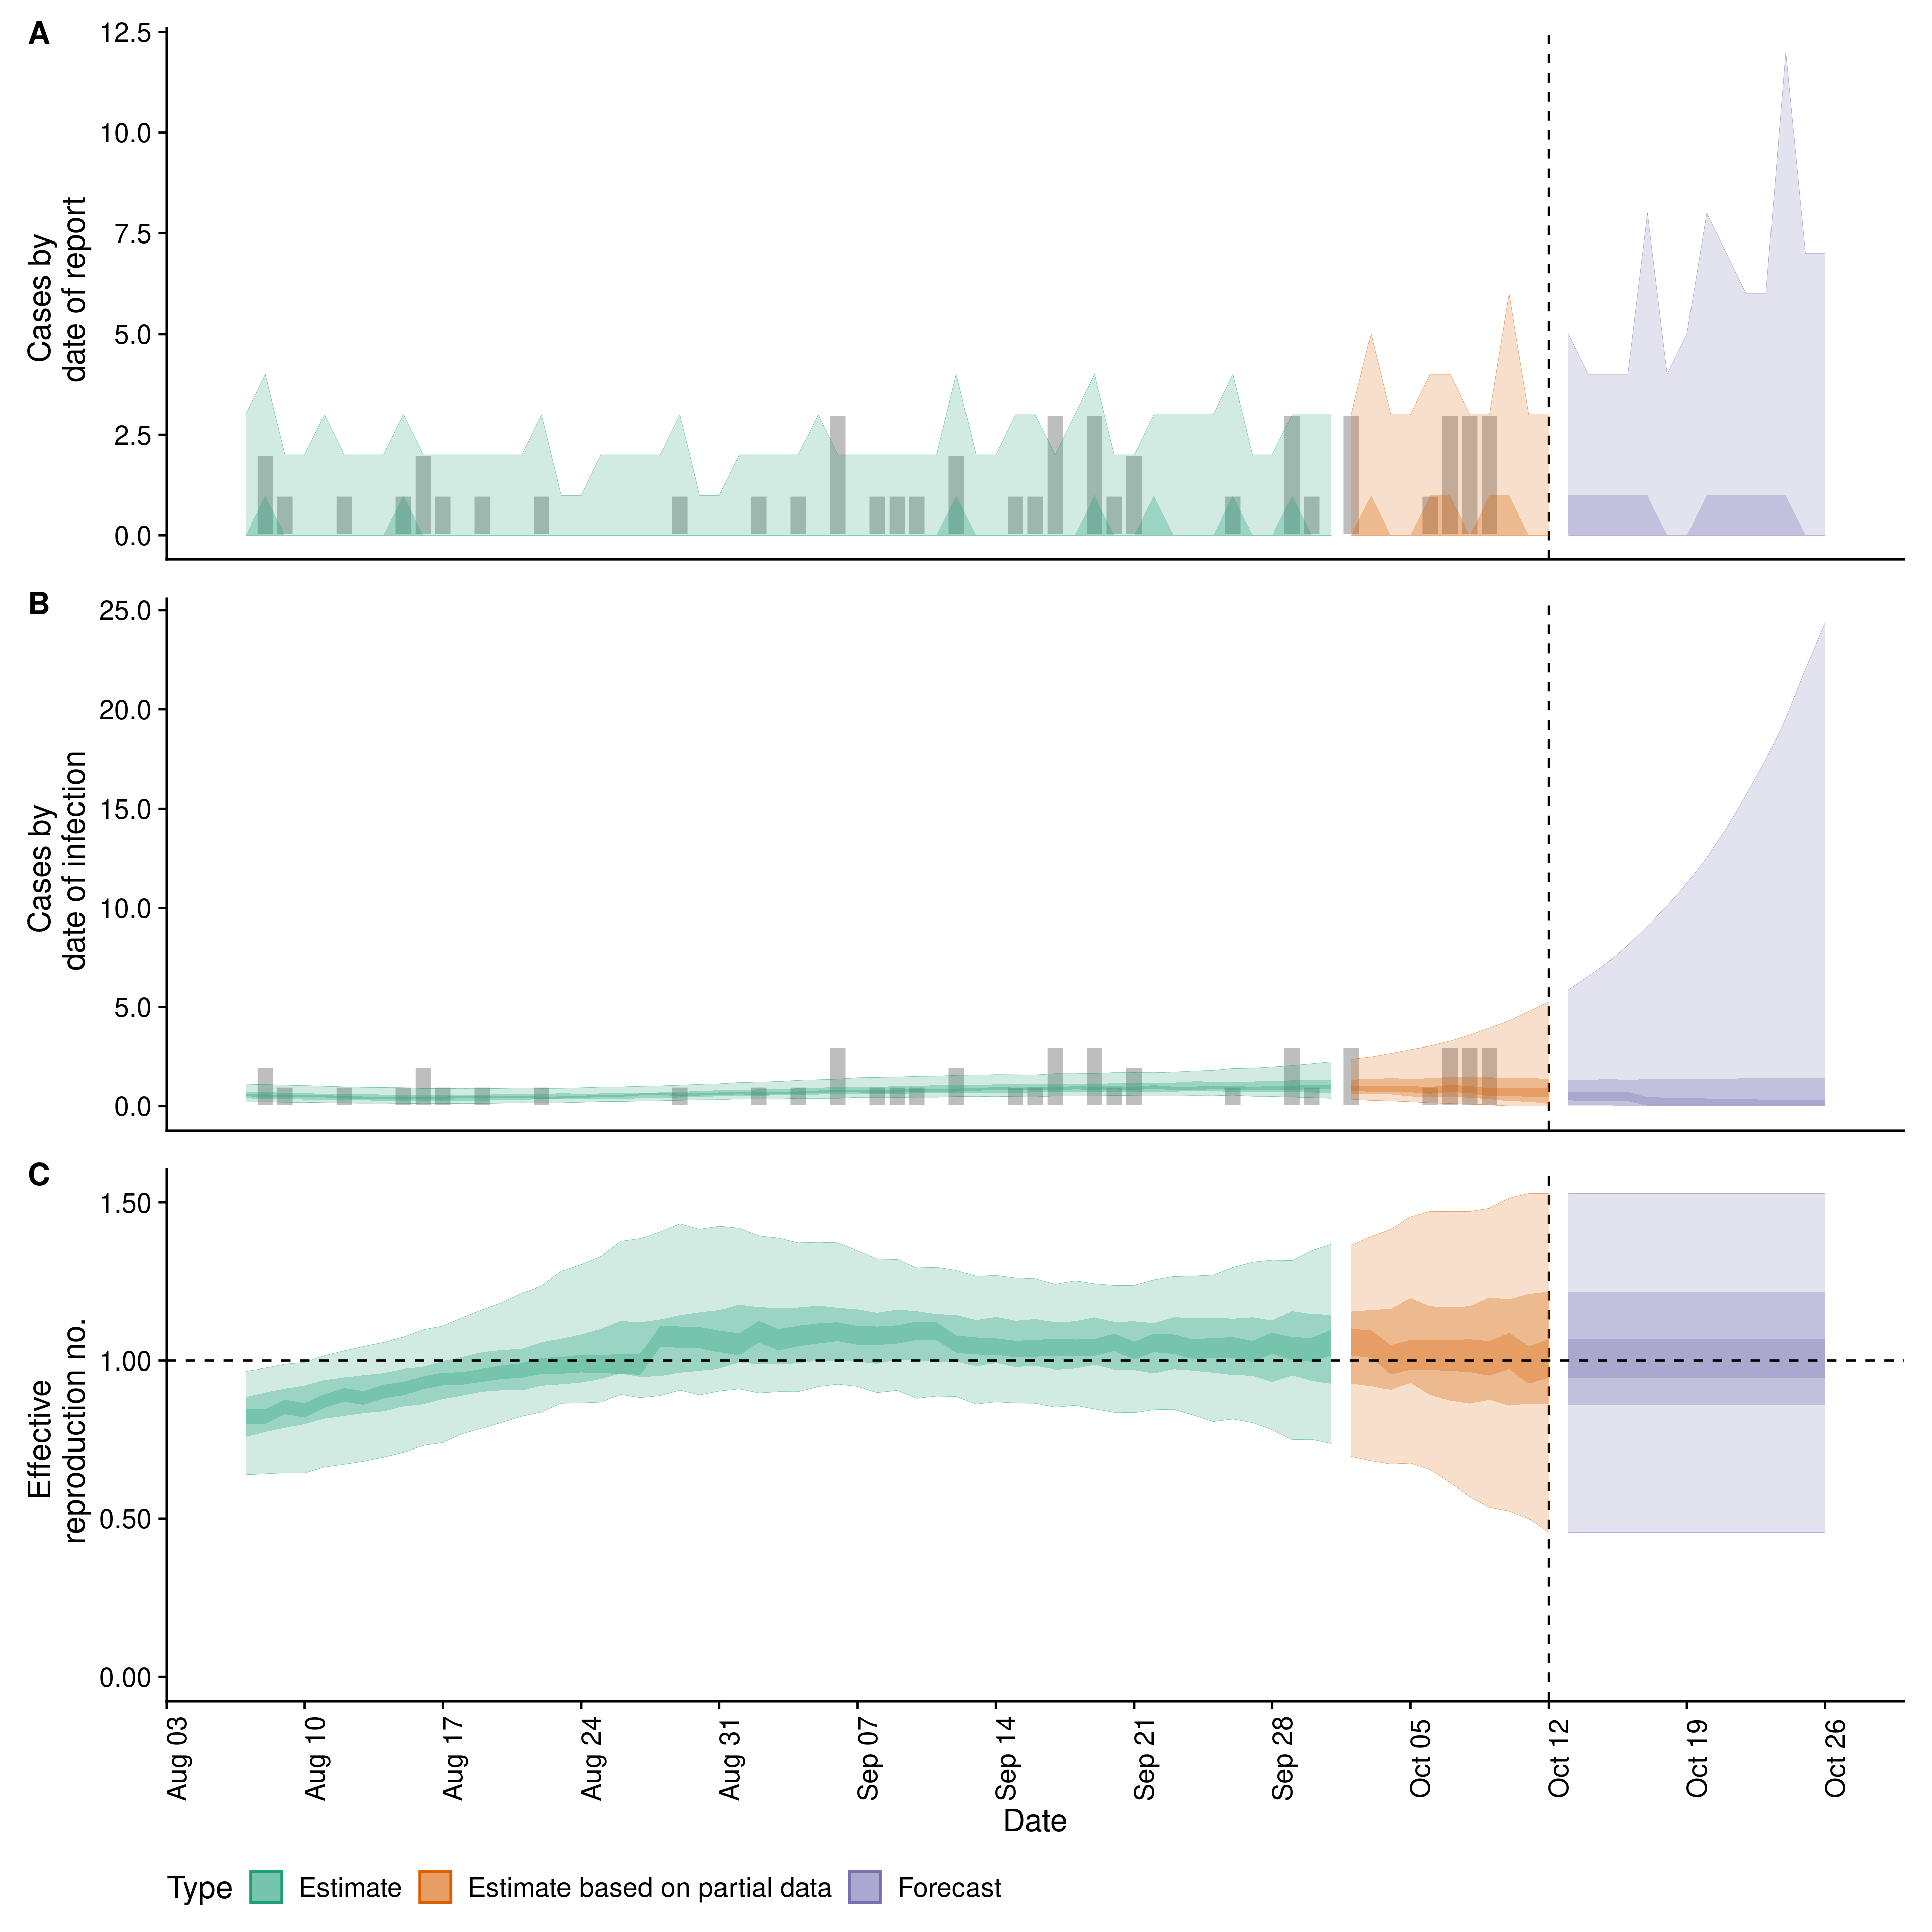 A
12.5
10.0
7.5
5.0
2.5
0.0
Cases by
date of report
B
25.0
20.0
15.0
10.0
5.0
0.0
Cases by
date of infection
C
1.50
1.00
0.50
0.00
Effective
reproduction no.
Aug 03
Aug 10
Aug 17
Aug 24
Aug 31
Sep 07
Sep 14
Sep 21
Sep 28
Oct 05
Oct 12
Oct 19
Oct 26
Date
Type Estimate Estimate based on partial data Forecast